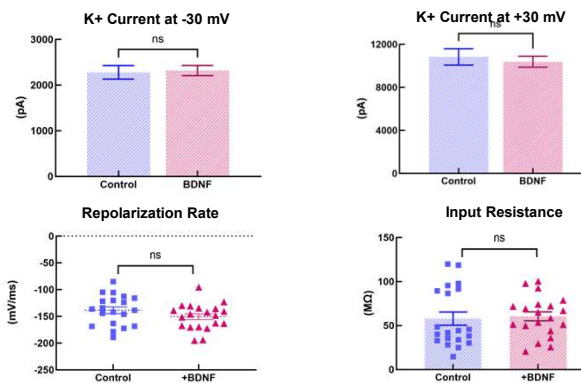 K+ Current at -30 mV
ns
3000
2000
1000
0
(pA)
Control
BDNF
K+ Current at +30 mV
ns
12000
8000
4000
0
(pA)
Control
BDNF
Repolarization Rate
0
ns
-50
-100
-150
-200
-250
(mV/ms)
Control
+BDNF
Input Resistance
150
ns
100
50
0
(MΩ)
Control
+BDNF